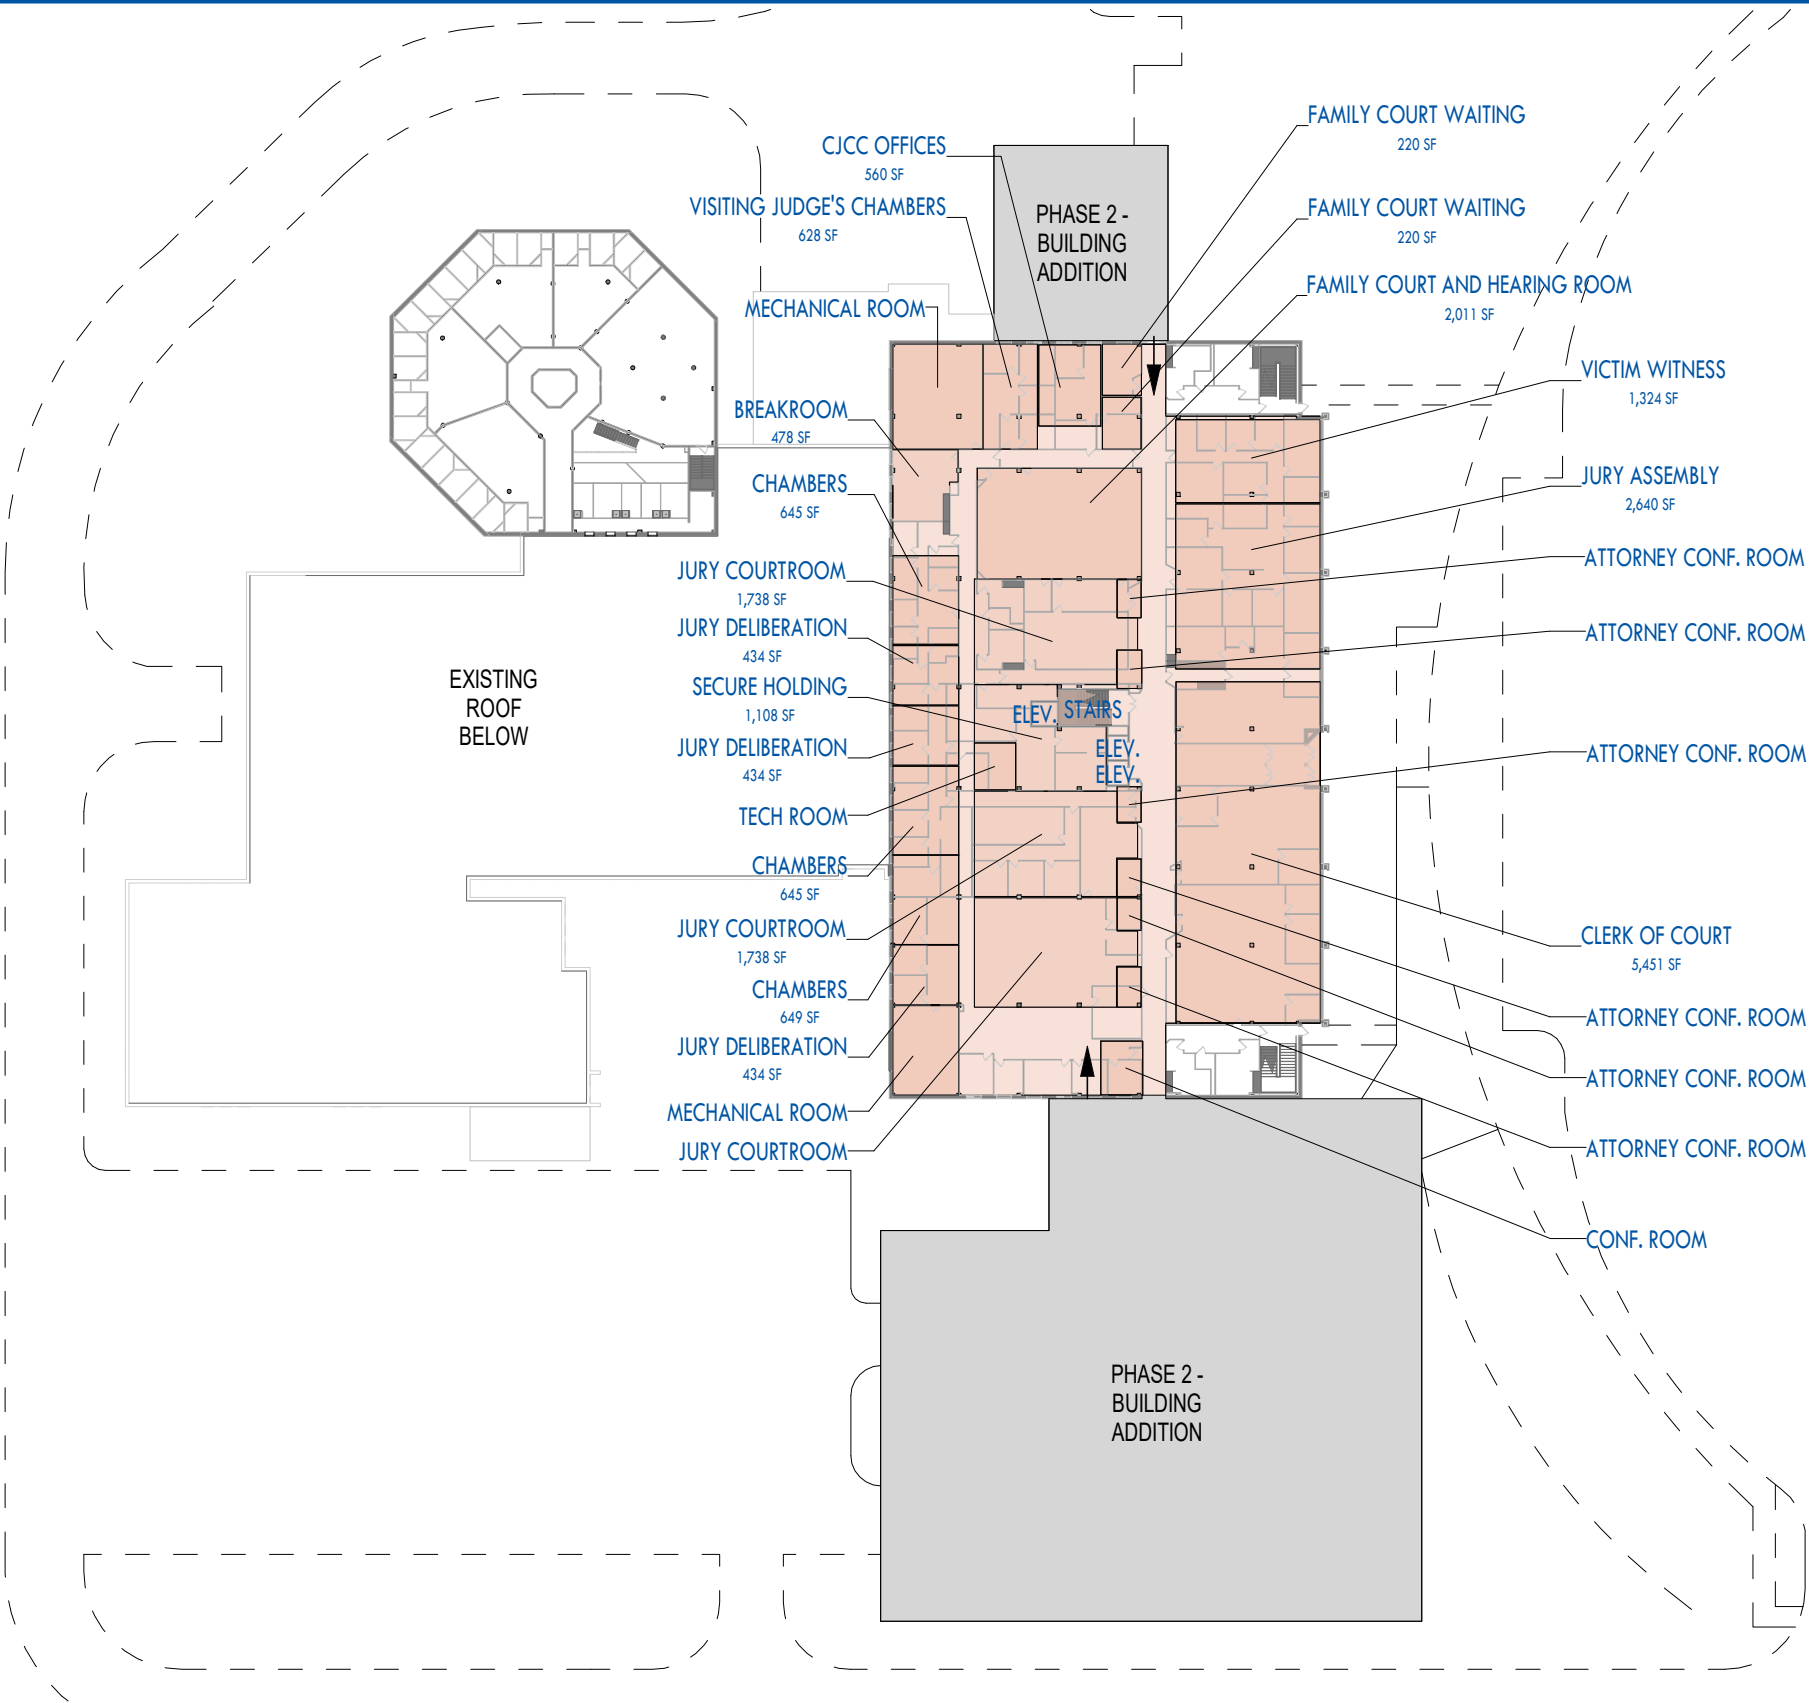 FAMILY COURT WAITING
220 SF
CJCC OFFICES
560 SF
VISITING JUDGE'S CHAMBERS
628 SF
FAMILY COURT WAITING
220 SF
PHASE 2 -
BUILDING
ADDITION
FAMILY COURT AND HEARING ROOM
2,011 SF
MECHANICAL ROOM
VICTIM WITNESS
1,324 SF
BREAKROOM
478 SF
CHAMBERS
645 SF
JURY ASSEMBLY
2,640 SF
ATTORNEY CONF. ROOM
JURY COURTROOM
1,738 SF
JURY DELIBERATION
434 SF
ATTORNEY CONF. ROOM
EXISTING
ROOF
BELOW
SECURE HOLDING
1,108 SF
ELEV.
STAIRS
JURY DELIBERATION
434 SF
ELEV.
ELEV.
ATTORNEY CONF. ROOM
TECH ROOM
CHAMBERS
645 SF
JURY COURTROOM
1,738 SF
CLERK OF COURT
5,451 SF
CHAMBERS
649 SF
ATTORNEY CONF. ROOM
JURY DELIBERATION
434 SF
ATTORNEY CONF. ROOM
MECHANICAL ROOM
JURY COURTROOM
ATTORNEY CONF. ROOM
CONF. ROOM
PHASE 2 -
BUILDING
ADDITION